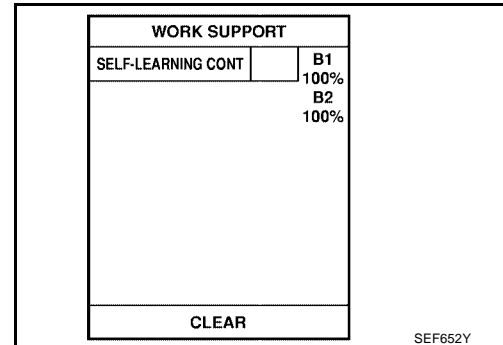 WORK SUPPORT
SELF-LEARNING CONT
B1
100%
B2
100%
CLEAR
SEF652Y